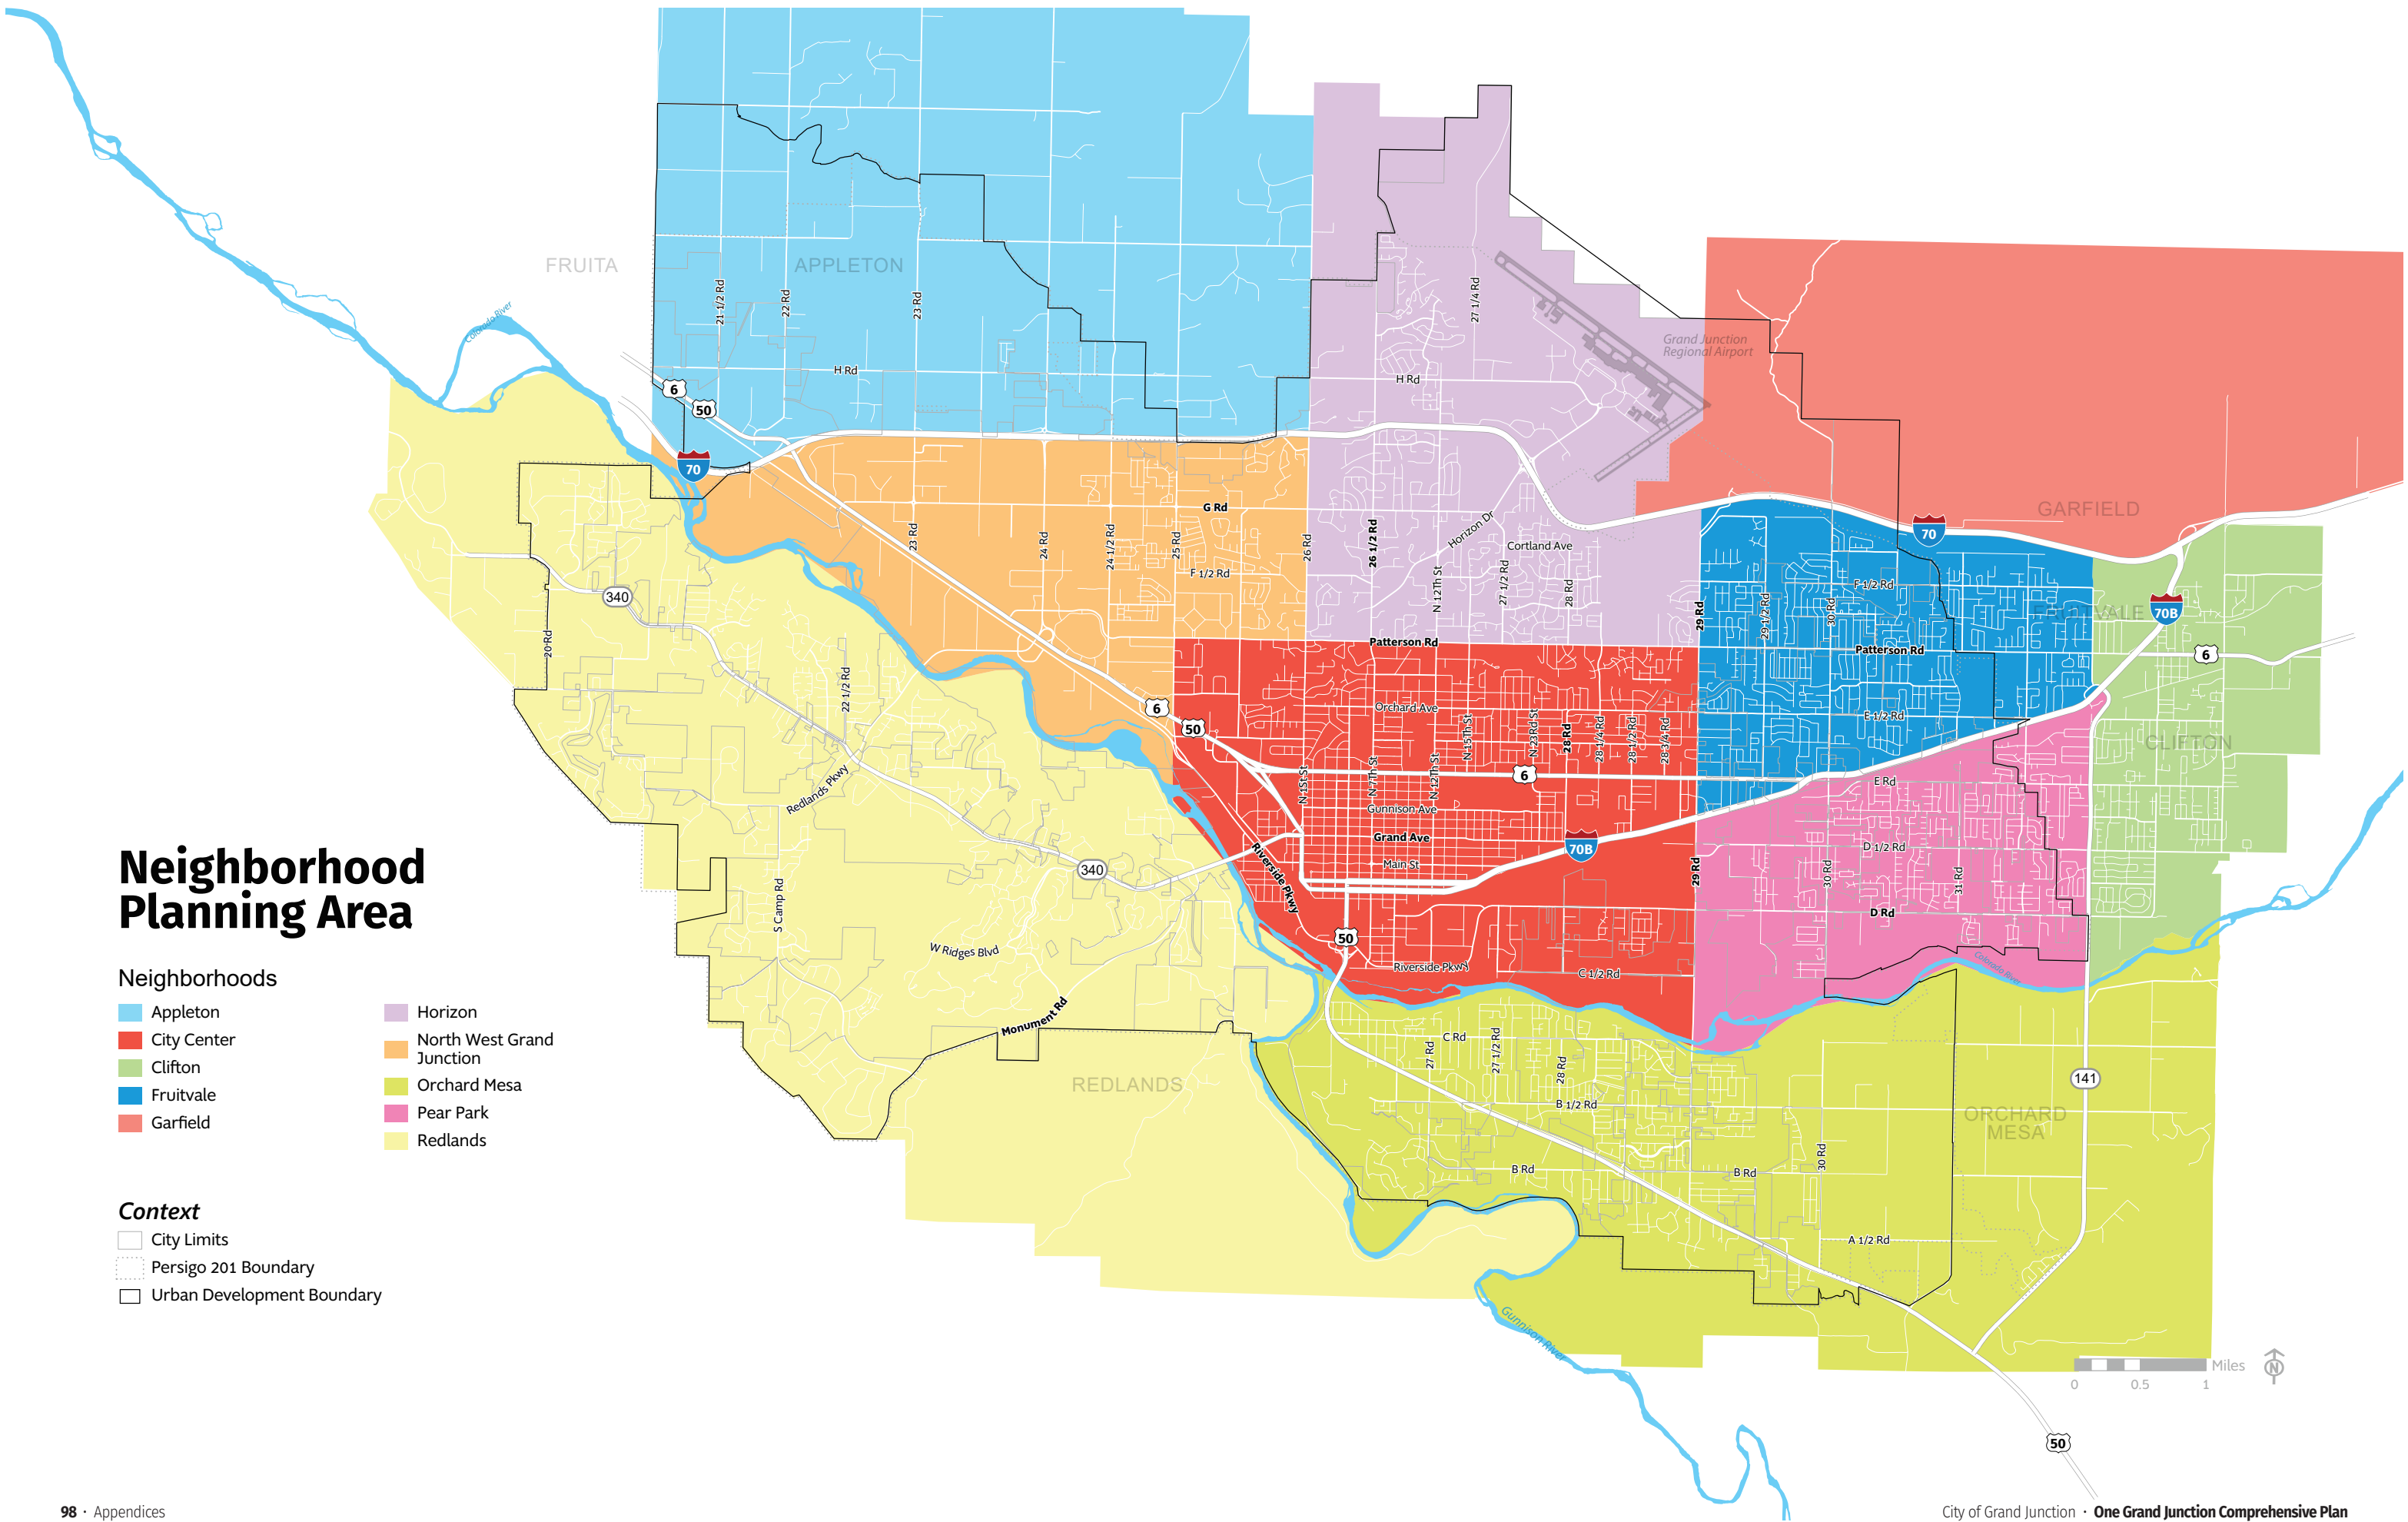 FRUITA
APPLETON
21 1/2 Rd
22 Rd
23 Rd
27 1/4 Rd
Colorado River
Grand Junction
Regional Airport
H Rd
H Rd
6
50
70
GARFIELD
G Rd
23 Rd
24 Rd
24 1/2 Rd
25 Rd
26 Rd
26 1/2 Rd
Horizon Dr
Cortland Ave
70
F 1/2 Rd
N 12Th St
27 1/2 Rd
28 Rd
29 Rd
29 1/2 Rd
30 Rd
F 1/2 Rd
FRUITVALE
70B
340
20 Rd
22 1/2 Rd
Patterson Rd
Patterson Rd
6
6
50
Orchard Ave
N 15Th St
N 23Rd St
28 Rd
28 1/4 Rd
28 1/2 Rd
28 3/4 Rd
E 1/2 Rd
CLIFTON
Redlands Pkwy
N 1St St
N 7Th St
N 12Th St
6
E Rd
Gunnison Ave
Grand Ave
70B
Main St
D 1/2 Rd
340
Riverside Pkwy
29 Rd
30 Rd
31 Rd
D Rd
S Camp Rd
W Ridges Blvd
50
Riverside Pkwy
C 1/2 Rd
Colorado River
Monument Rd
C Rd
27 Rd
27 1/2 Rd
28 Rd
REDLANDS
B 1/2 Rd
141
ORCHARD
MESA
B Rd
B Rd
30 Rd
A 1/2 Rd
Gunnison River
50
Neighborhood
Planning Area
Neighborhoods
Appleton
City Center
Clifton
Fruitvale
Garfield
Horizon
North West Grand
Junction
Orchard Mesa
Pear Park
Redlands
Context
City Limits
Persigo 201 Boundary
Urban Development Boundary
Miles
0 0.5 1
N
98 · Appendices
City of Grand Junction · One Grand Junction Comprehensive Plan